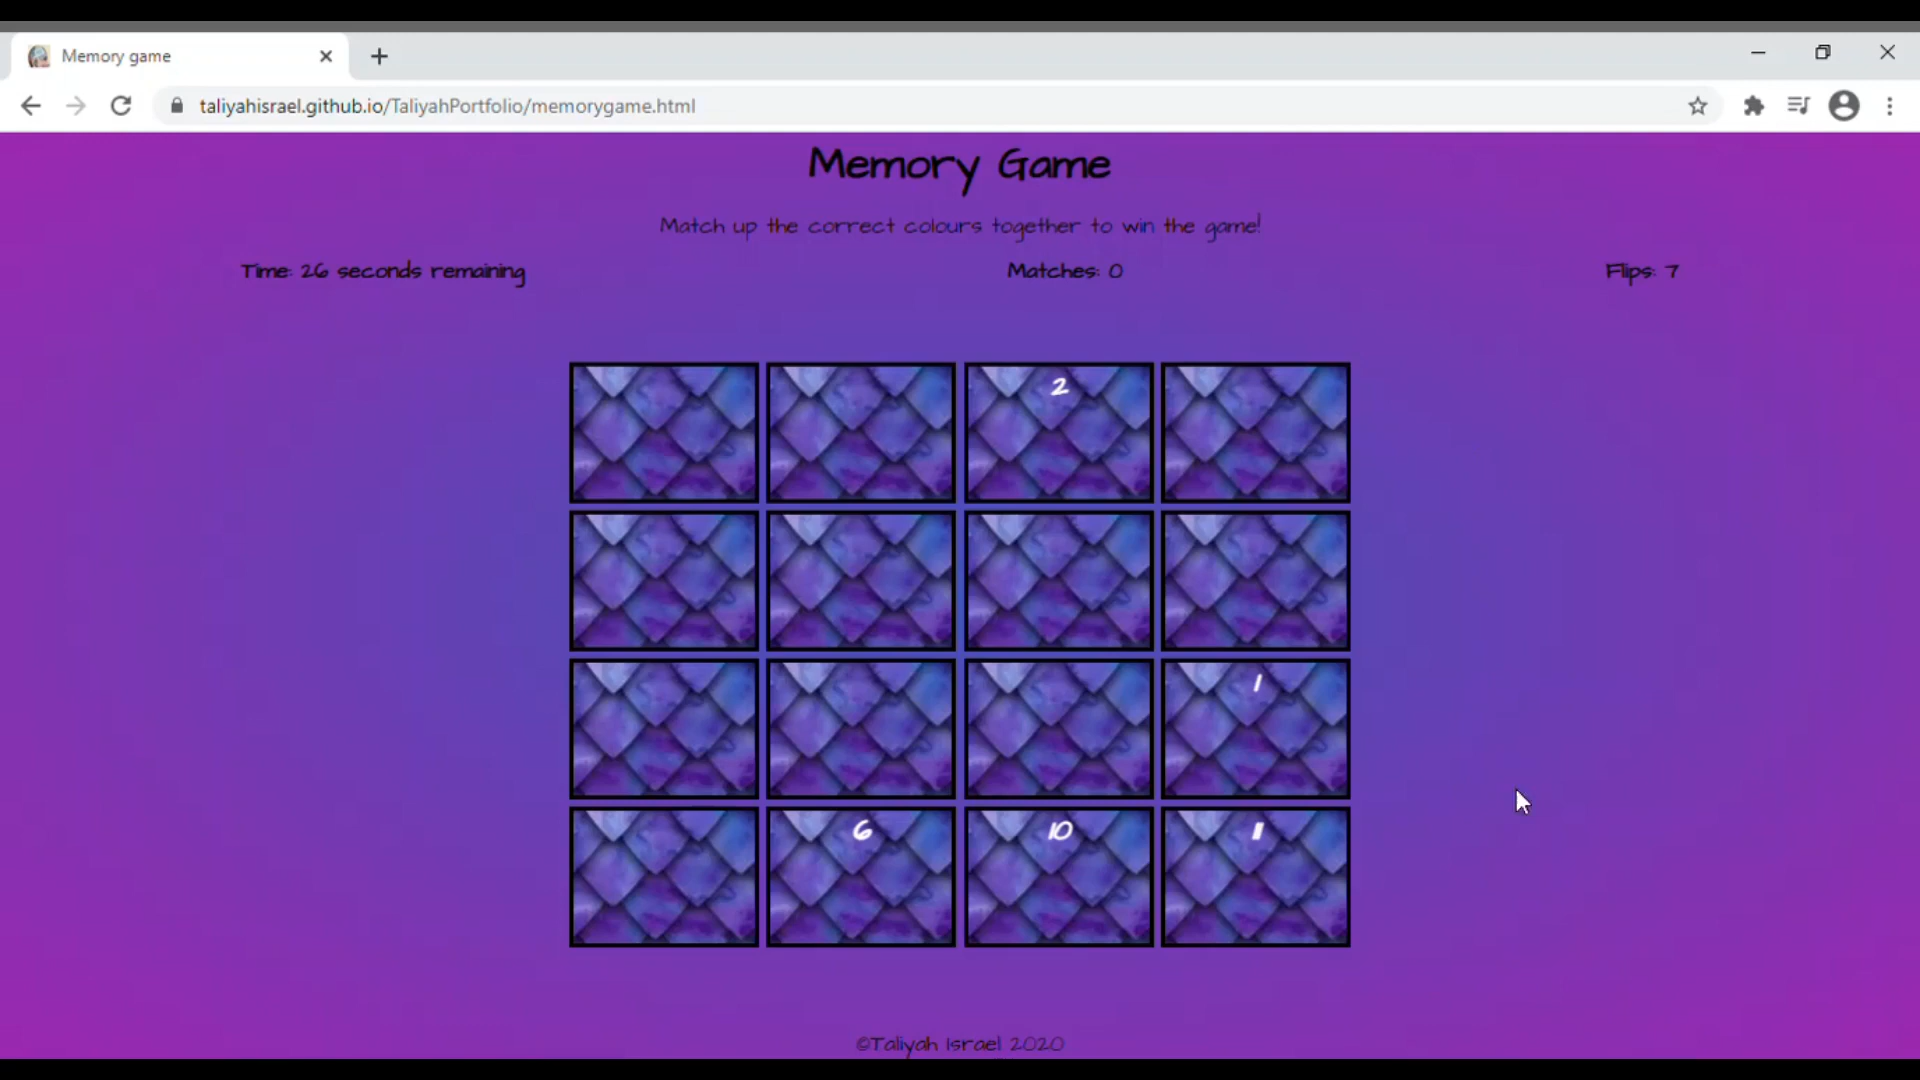 Memory game
taliyahisrael.github.io/TaliyahPortfolio/memorygame.html
Memory Game
Match up the correct colours together to win the game!
Time: 26 seconds remaining
Matches: 0
Flips: 7
2
1
6
10
11
©Taliyah Israel 2020